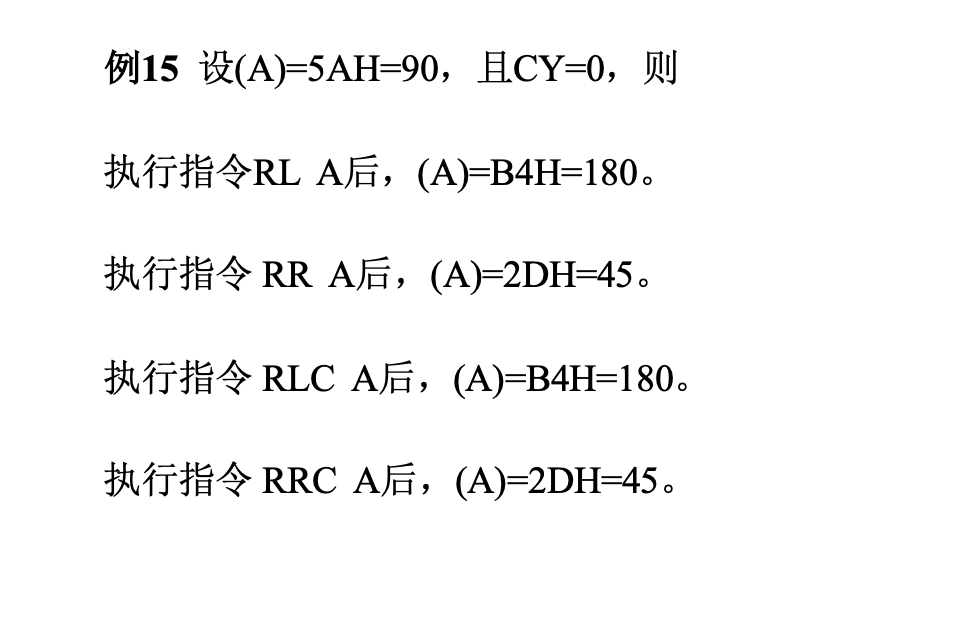 例15 设(A)=5AH=90，且CY=0，则
执行指令RL A后，(A)=B4H=180。
执行指令 RR A后，(A)=2DH=45。
执行指令 RLC A后，(A)=B4H=180。
执行指令 RRC A后，(A)=2DH=45。